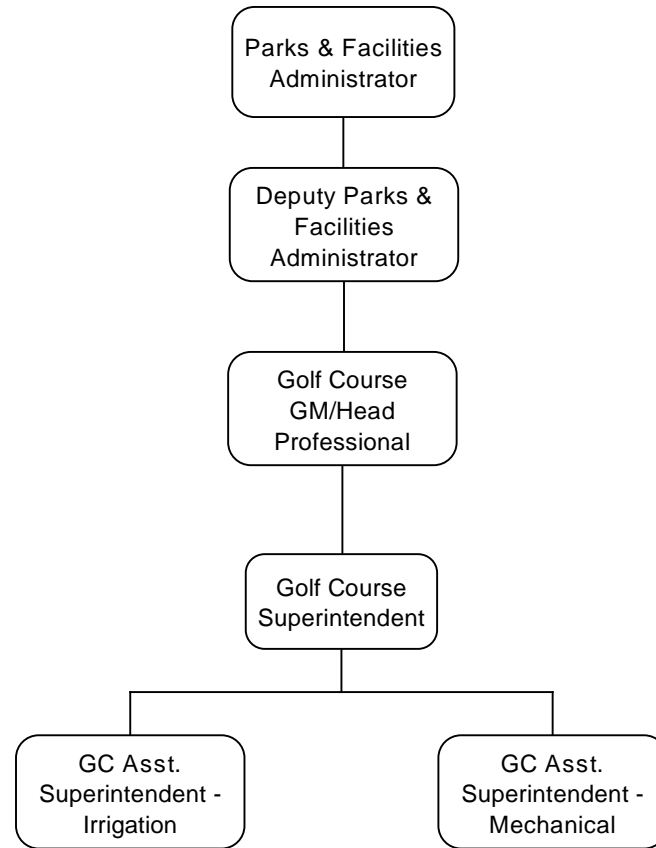 Parks & Facilities
Administrator
Deputy Parks &
Facilities
Administrator
Golf Course
GM/Head
Professional
Golf Course
Superintendent
GC Asst.
Superintendent -
Irrigation
GC Asst.
Superintendent -
Mechanical